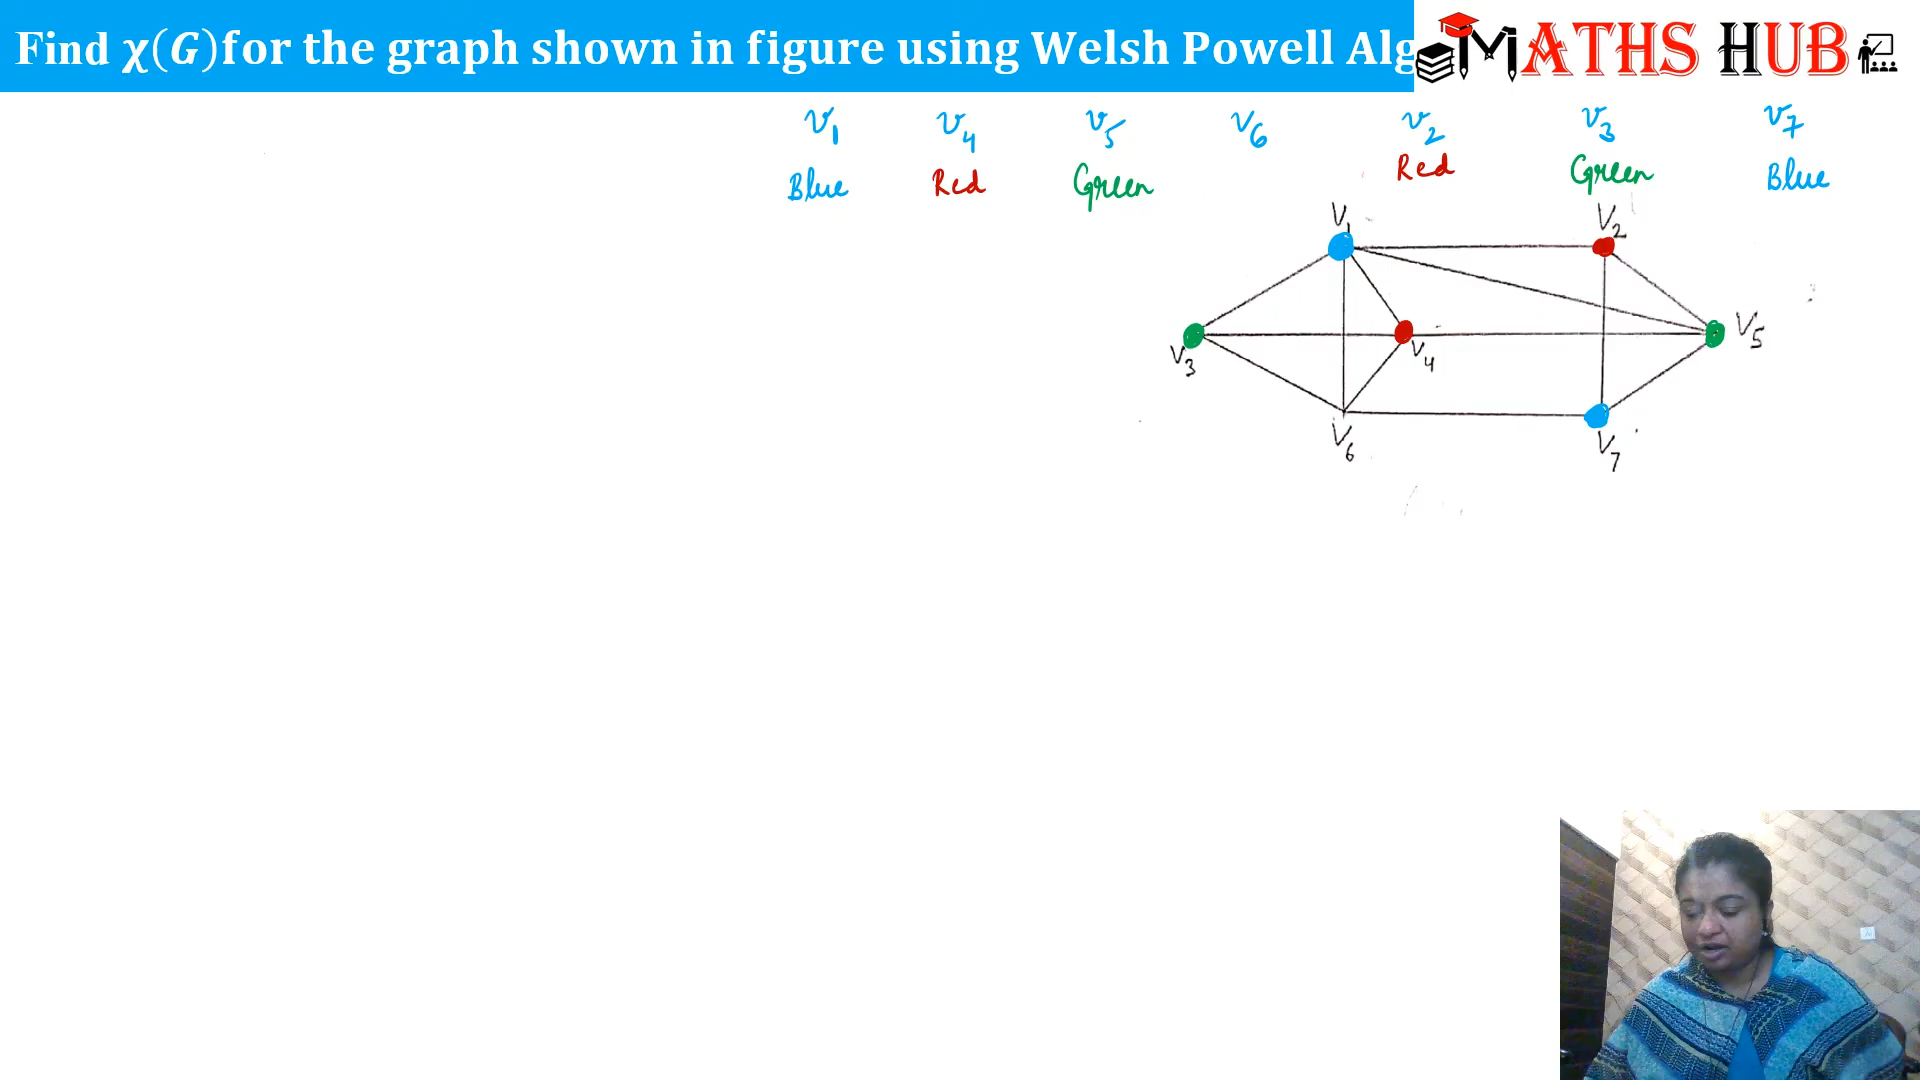 Find χ(G)for the graph shown in figure using Welsh Powell Alg
MATHS HUB
v₁ v₄ v₅ v₆ v₂ v₃ v₇
Blue Red Green Red Green Blue
V₁ V₂
V₃ V₄ V₅
V₆ V₇